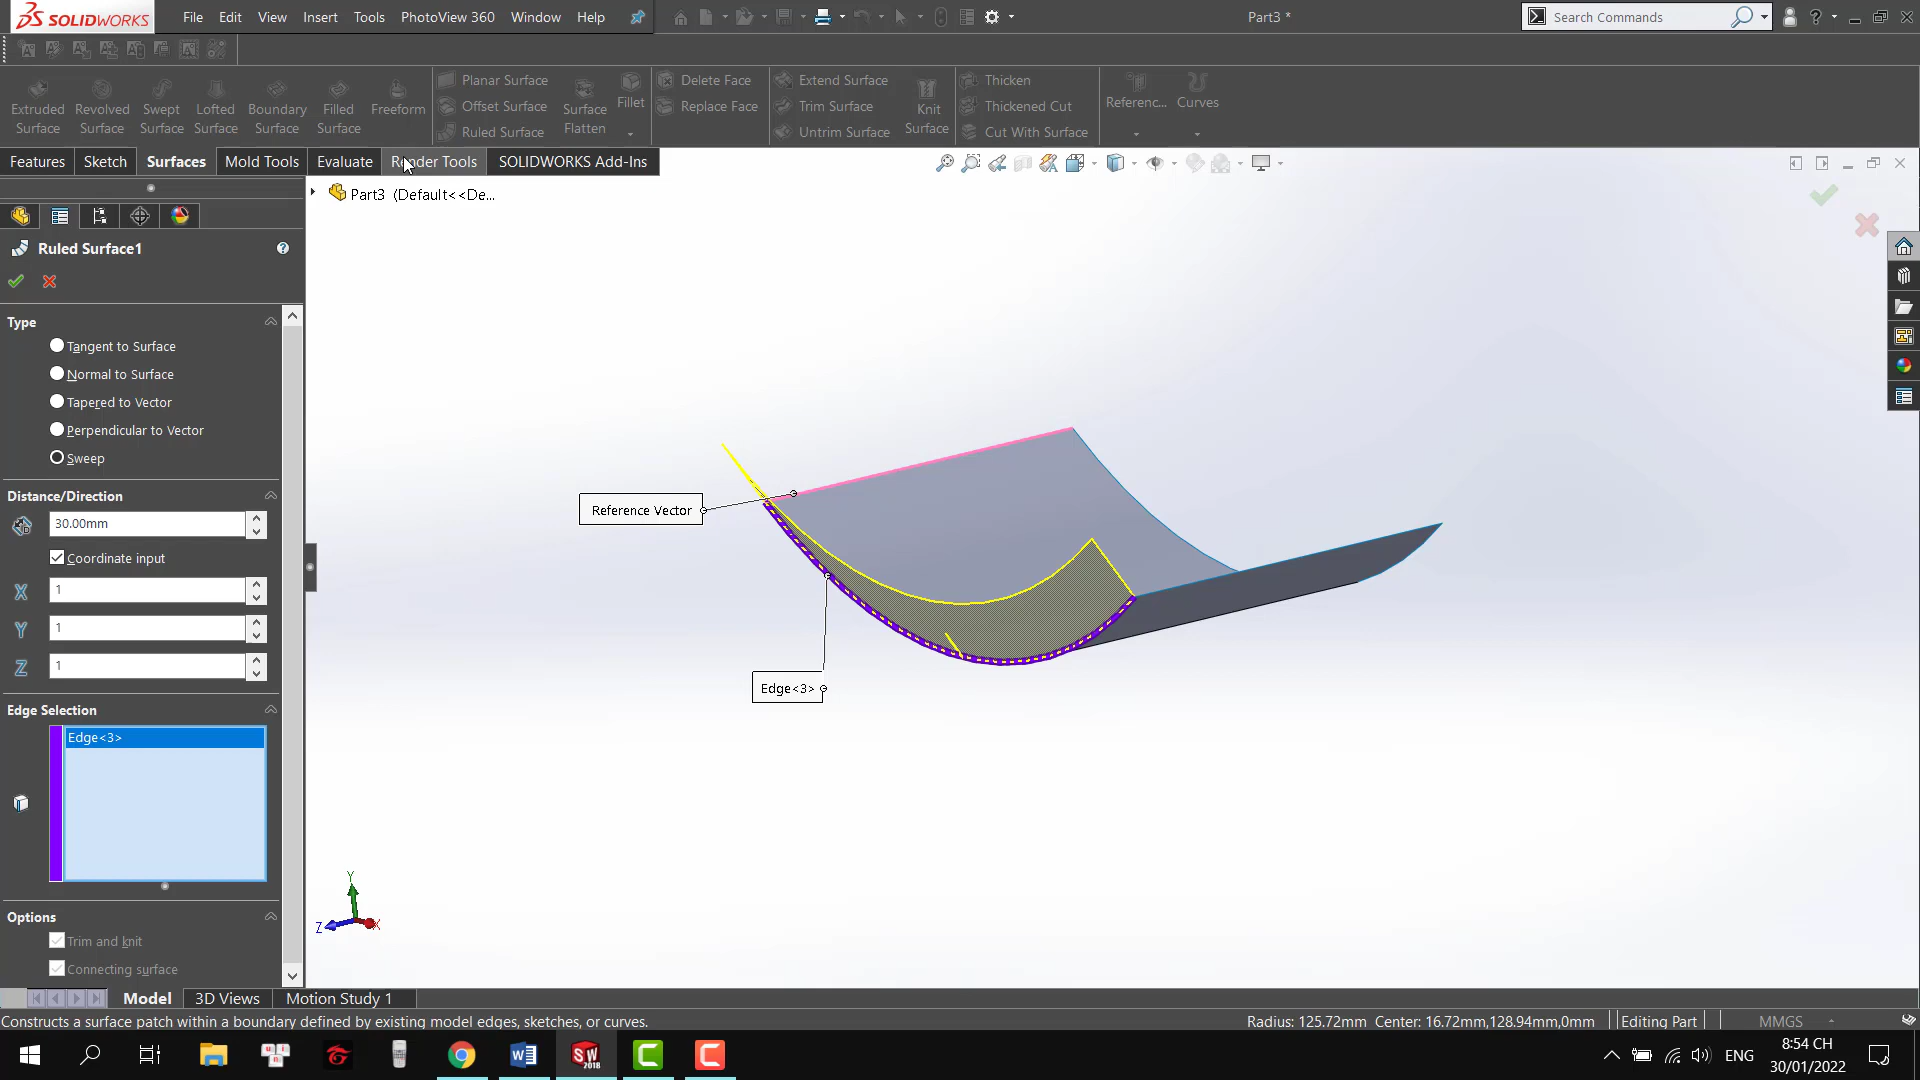 SOLIDWORKS
File Edit View Insert Tools PhotoView 360 Window Help
Part3 *
Search Commands
Extruded Surface
Revolved Surface
Swept Surface
Lofted Surface
Boundary Surface
Filled Surface
Freeform
Planar Surface
Offset Surface
Ruled Surface
Surface Flatten
Fillet
Delete Face
Replace Face
Extend Surface
Trim Surface
Untrim Surface
Knit Surface
Thicken
Thickened Cut
Cut With Surface
Referenc...
Curves
Features Sketch Surfaces Mold Tools Evaluate Render Tools SOLIDWORKS Add-Ins
Part3 (Default<<De...
Ruled Surface1
Type
Tangent to Surface
Normal to Surface
Tapered to Vector
Perpendicular to Vector
Sweep
Distance/Direction
30.00mm
Coordinate input
X 1
Y 1
Z 1
Edge Selection
Edge<3>
Options
Trim and knit
Connecting surface
Reference Vector
Edge<3>
Y
Z
X
Model 3D Views Motion Study 1
Constructs a surface patch within a boundary defined by existing model edges, sketches, or curves.
Radius: 125.72mm Center: 16.72mm,128.94mm,0mm
Editing Part
MMGS
SW
2018
ENG
8:54 CH
30/01/2022